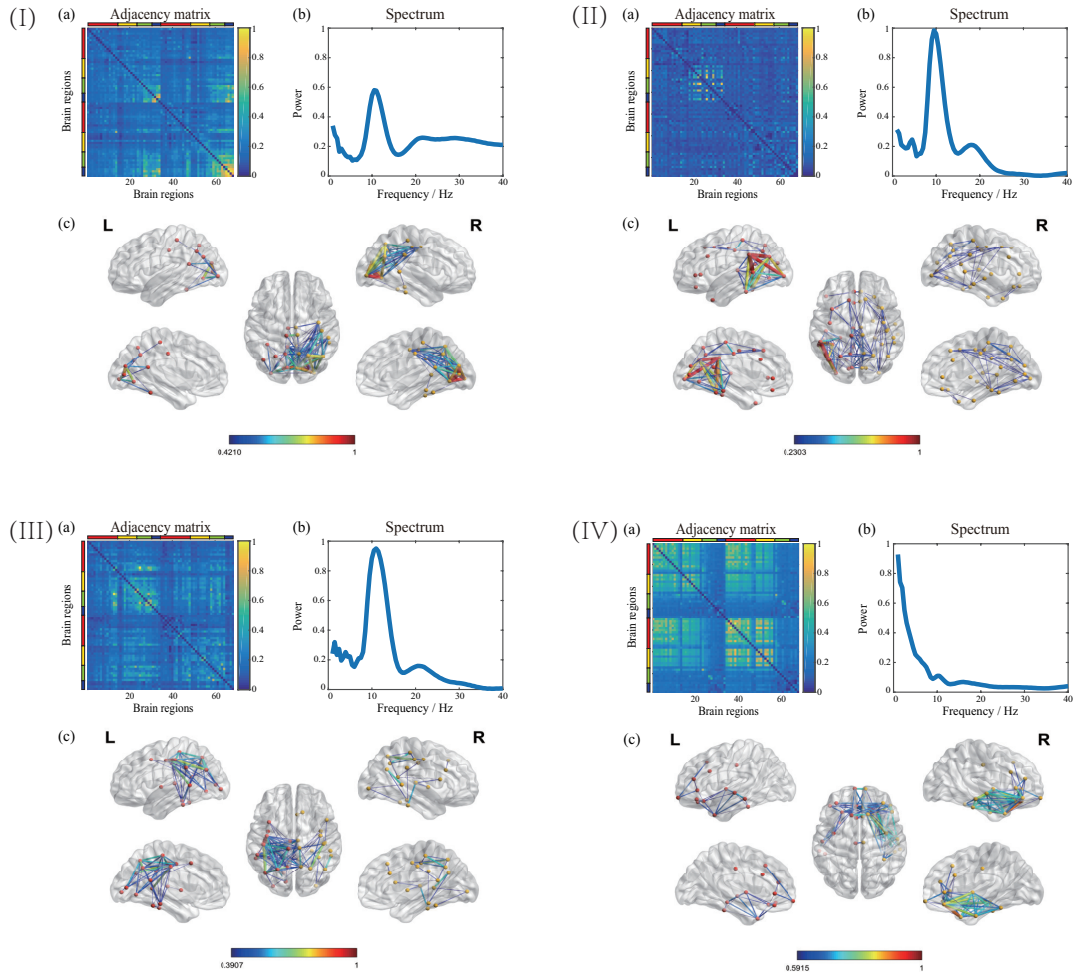 (I)
(a) Adjacency matrix
Brain regions
1
0.8
0.6
0.4
0.2
0
20 40 60
Brain regions
(b) Spectrum
Power
1
0.8
0.6
0.4
0.2
0
0 10 20 30 40
Frequency / Hz
(c) L R
0.4210 1
(II)
(a) Adjacency matrix
Brain regions
1
0.8
0.6
0.4
0.2
0
20 40 60
Brain regions
(b) Spectrum
Power
1
0.8
0.6
0.4
0.2
0
0 10 20 30 40
Frequency / Hz
(c) L R
0.2303 1
(III)
(a) Adjacency matrix
Brain regions
1
0.8
0.6
0.4
0.2
0
20 40 60
Brain regions
(b) Spectrum
Power
1
0.8
0.6
0.4
0.2
0
0 10 20 30 40
Frequency / Hz
(c) L R
0.3907 1
(IV)
(a) Adjacency matrix
Brain regions
1
0.8
0.6
0.4
0.2
0
20 40 60
Brain regions
(b) Spectrum
Power
1
0.8
0.6
0.4
0.2
0
0 10 20 30 40
Frequency / Hz
(c) L R
0.5915 1